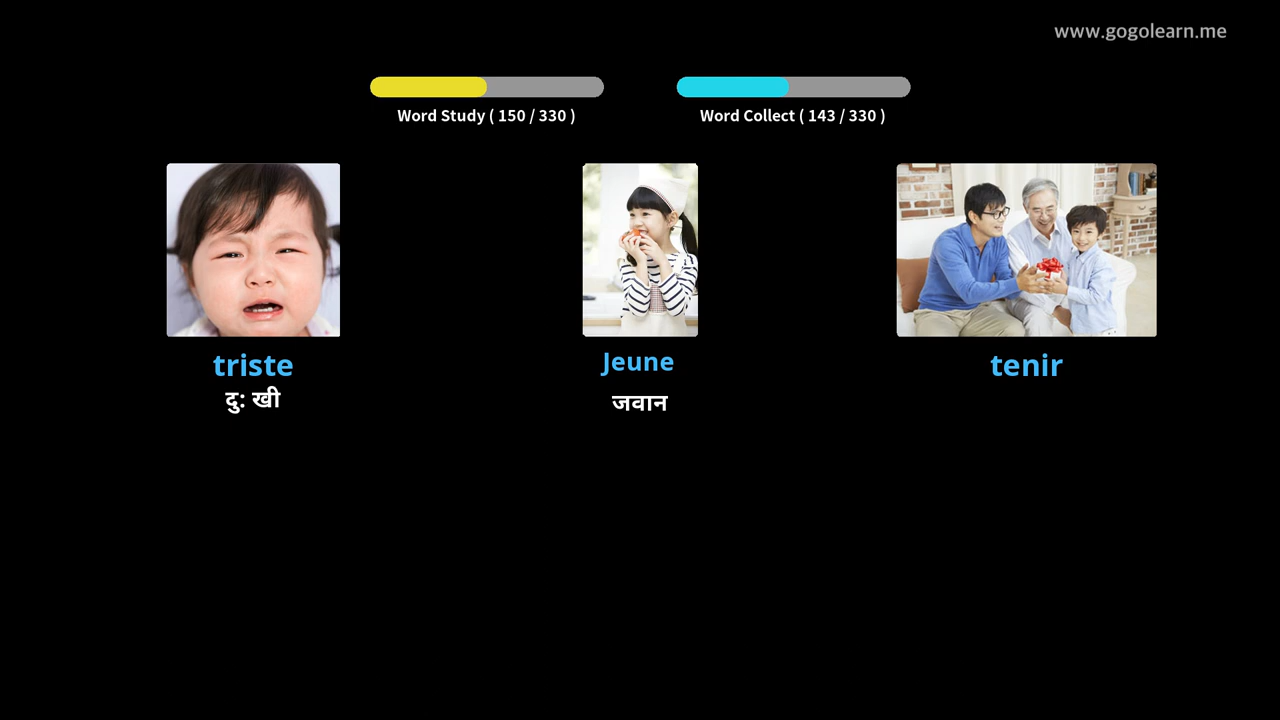 www.gogolearn.me
Word Study ( 150 / 330 )
Word Collect ( 143 / 330 )
triste
दु: खी
Jeune
जवान
tenir